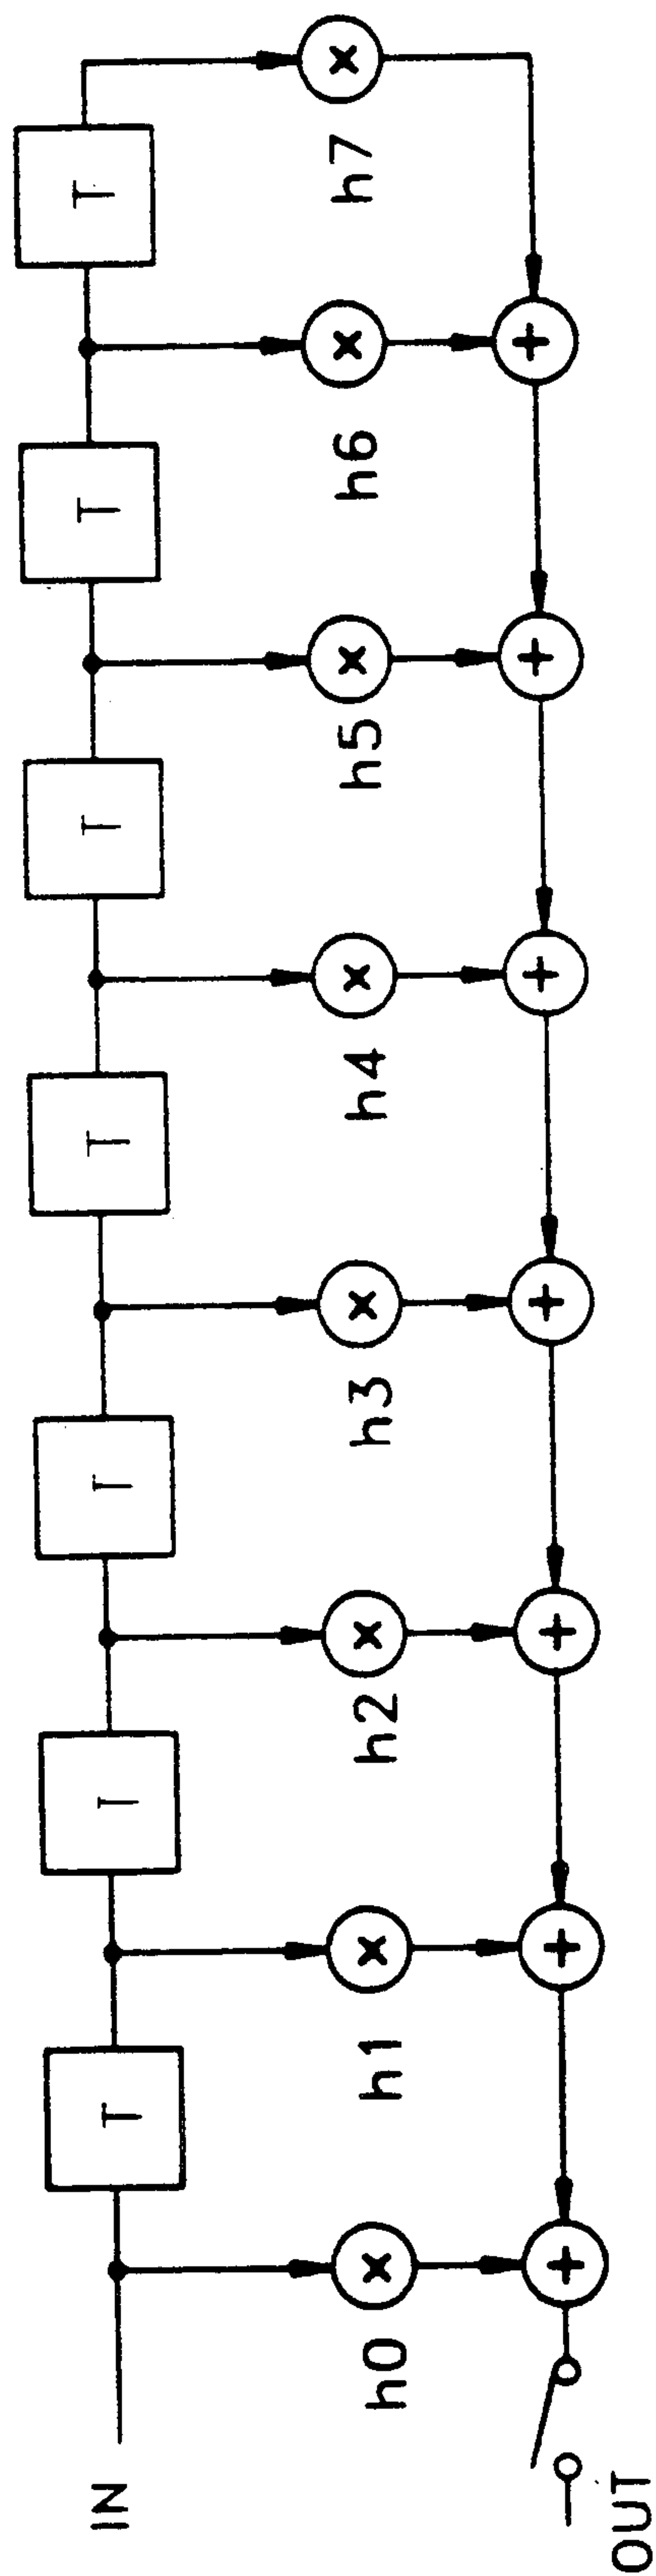 IN
T
T
T
T
T
T
T
h0
h1
h2
h3
h4
h5
h6
h7
×
×
×
×
×
×
×
×
+
+
+
+
+
+
+
OUT